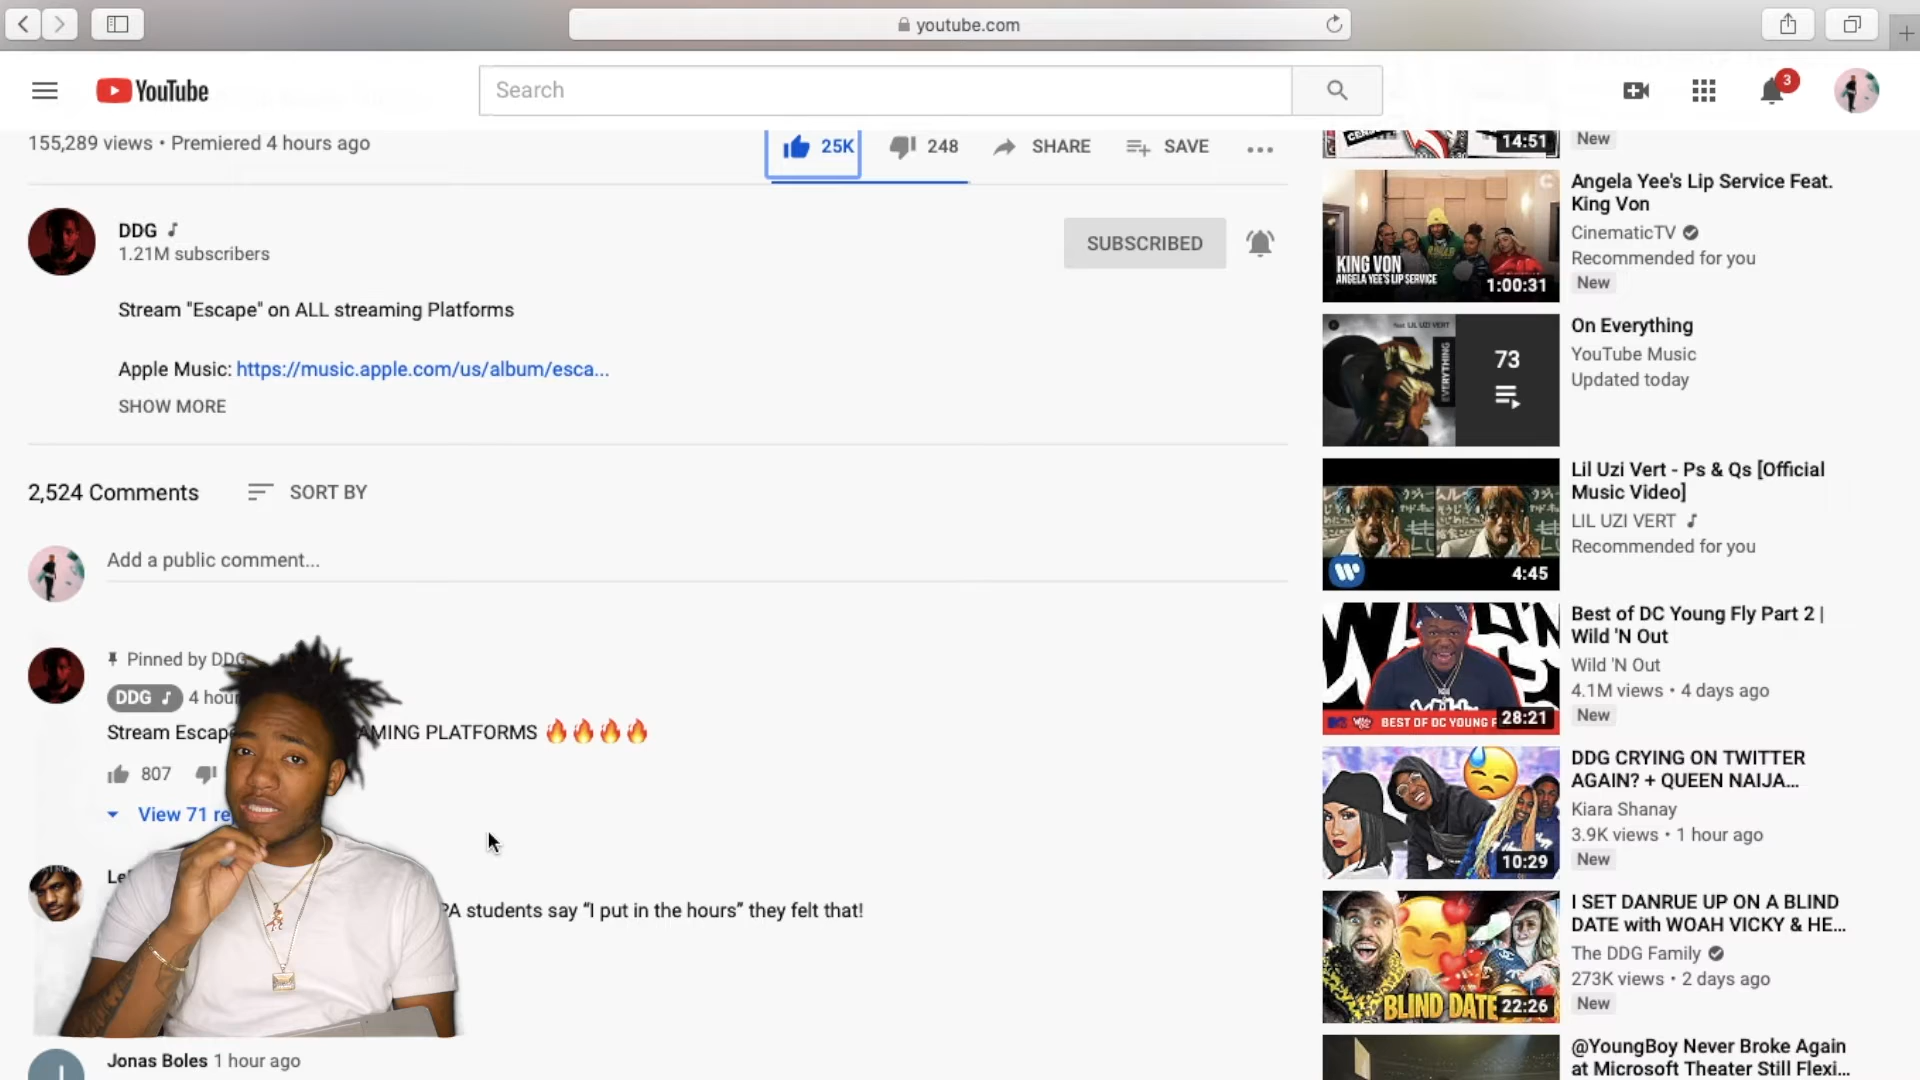 youtube.com
YouTube
Search
3
155,289 views • Premiered 4 hours ago
25K
248
SHARE
SAVE
DDG
1.21M subscribers
SUBSCRIBED
Stream "Escape" on ALL streaming Platforms
Apple Music: https://music.apple.com/us/album/esca...
SHOW MORE
2,524 Comments
SORT BY
Add a public comment...
Pinned by DDG
DDG
4 hour
Stream Escape
AMING PLATFORMS 🔥🔥🔥🔥
807
View 71 re
Le
PA students say “I put in the hours” they felt that!
Jonas Boles 1 hour ago
14:51
New
KING VON
ANGELA YEE'S LIP SERVICE
1:00:31
Angela Yee's Lip Service Feat.
King Von
CinematicTV
Recommended for you
New
feat. LIL UZI VERT
EVERYTHING
73
On Everything
YouTube Music
Updated today
4:45
Lil Uzi Vert - Ps & Qs [Official
Music Video]
LIL UZI VERT
Recommended for you
BEST OF DC YOUNG F
28:21
Best of DC Young Fly Part 2 |
Wild 'N Out
Wild 'N Out
4.1M views • 4 days ago
New
10:29
DDG CRYING ON TWITTER
AGAIN? + QUEEN NAIJA...
Kiara Shanay
3.9K views • 1 hour ago
New
BLIND DATE
22:26
I SET DANRUE UP ON A BLIND
DATE with WOAH VICKY & HE...
The DDG Family
273K views • 2 days ago
New
@YoungBoy Never Broke Again
at Microsoft Theater Still Flexi...